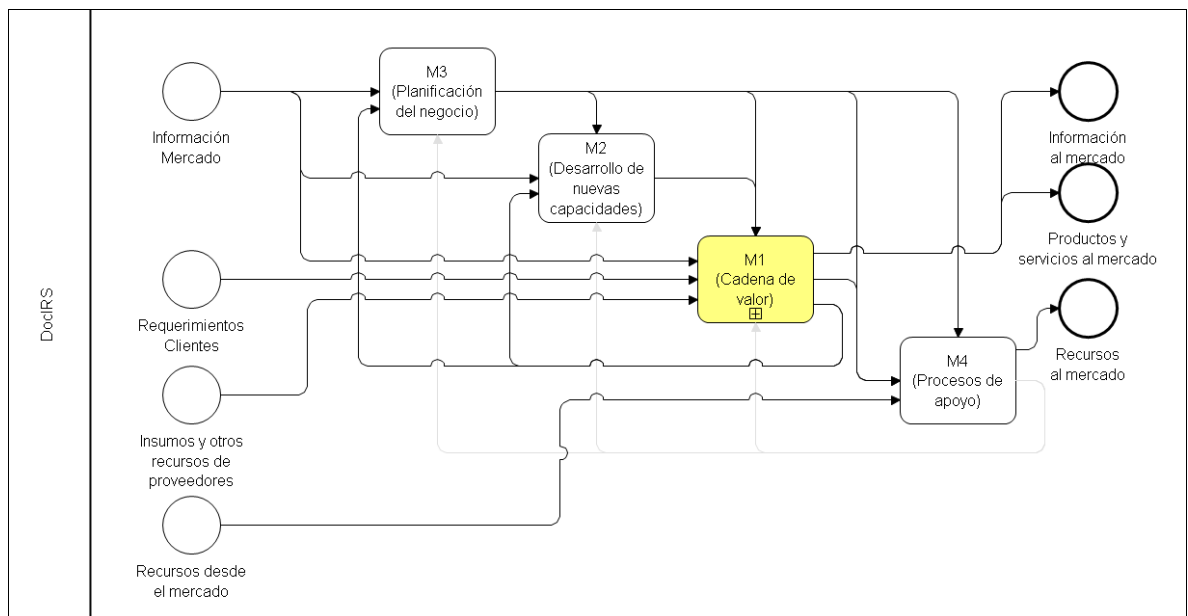 DocIRS
Información
Mercado
Requerimientos
Clientes
Insumos y otros
recursos de
proveedores
Recursos desde
el mercado
M3
(Planificación
del negocio)
M2
(Desarrollo de
nuevas
capacidades)
M1
(Cadena de
valor)
M4
(Procesos de
apoyo)
Información
al mercado
Productos y
servicios al mercado
Recursos
al mercado